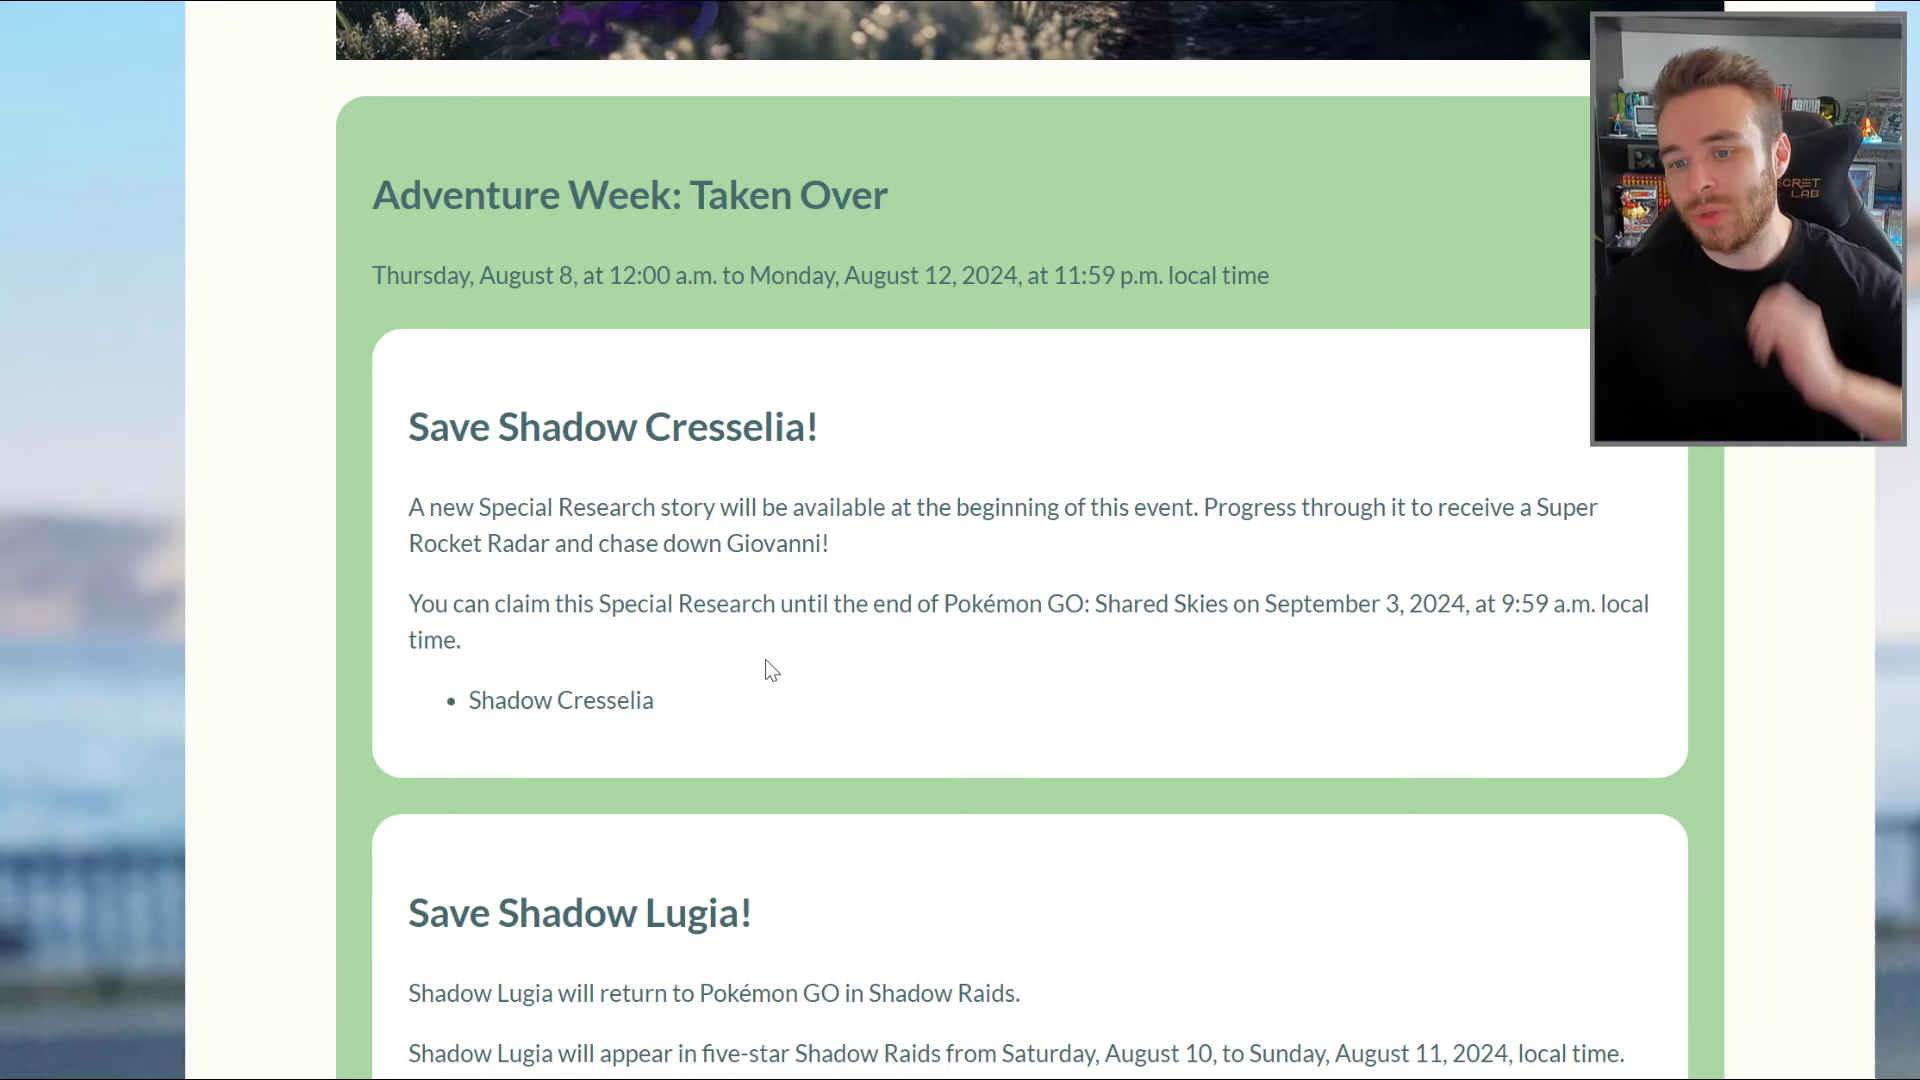 Adventure Week: Taken Over
Thursday, August 8, at 12:00 a.m. to Monday, August 12, 2024, at 11:59 p.m. local time
Save Shadow Cresselia!
A new Special Research story will be available at the beginning of this event. Progress through it to receive a Super
Rocket Radar and chase down Giovanni!
You can claim this Special Research until the end of Pokémon GO: Shared Skies on September 3, 2024, at 9:59 a.m. local
time.
• Shadow Cresselia
Save Shadow Lugia!
Shadow Lugia will return to Pokémon GO in Shadow Raids.
Shadow Lugia will appear in five-star Shadow Raids from Saturday, August 10, to Sunday, August 11, 2024, local time.
CRET
LAB